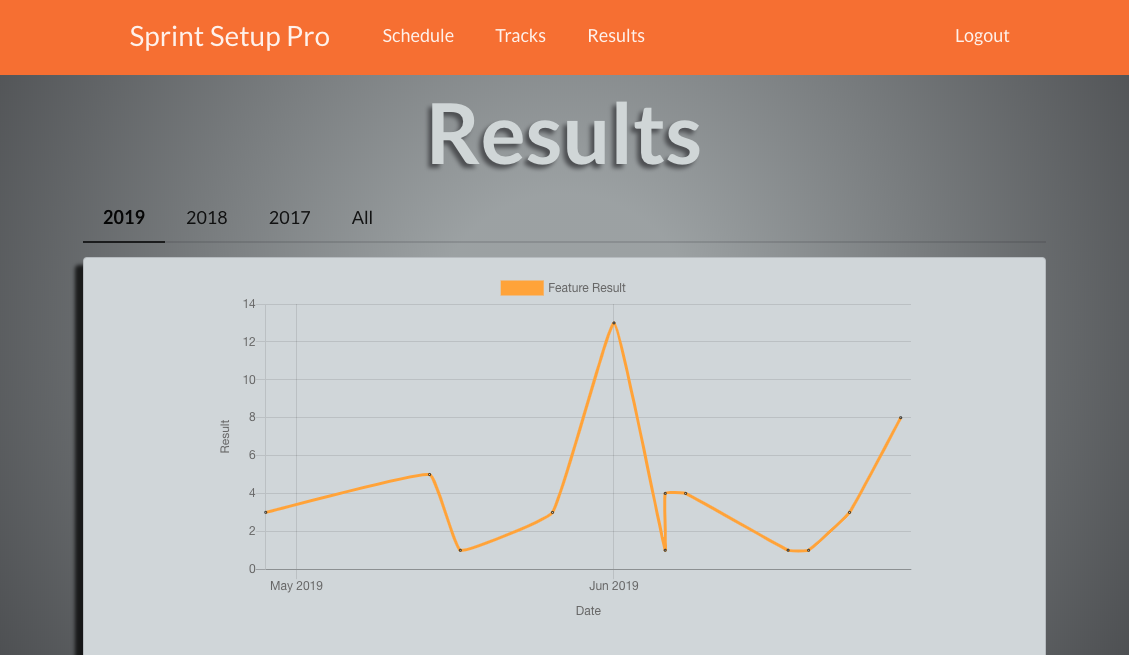 Sprint Setup Pro Schedule Tracks Results Logout
Results
2019 2018 2017 All
Feature Result
14
12
10
8
6
4
2
0
Result
May 2019 Jun 2019
Date